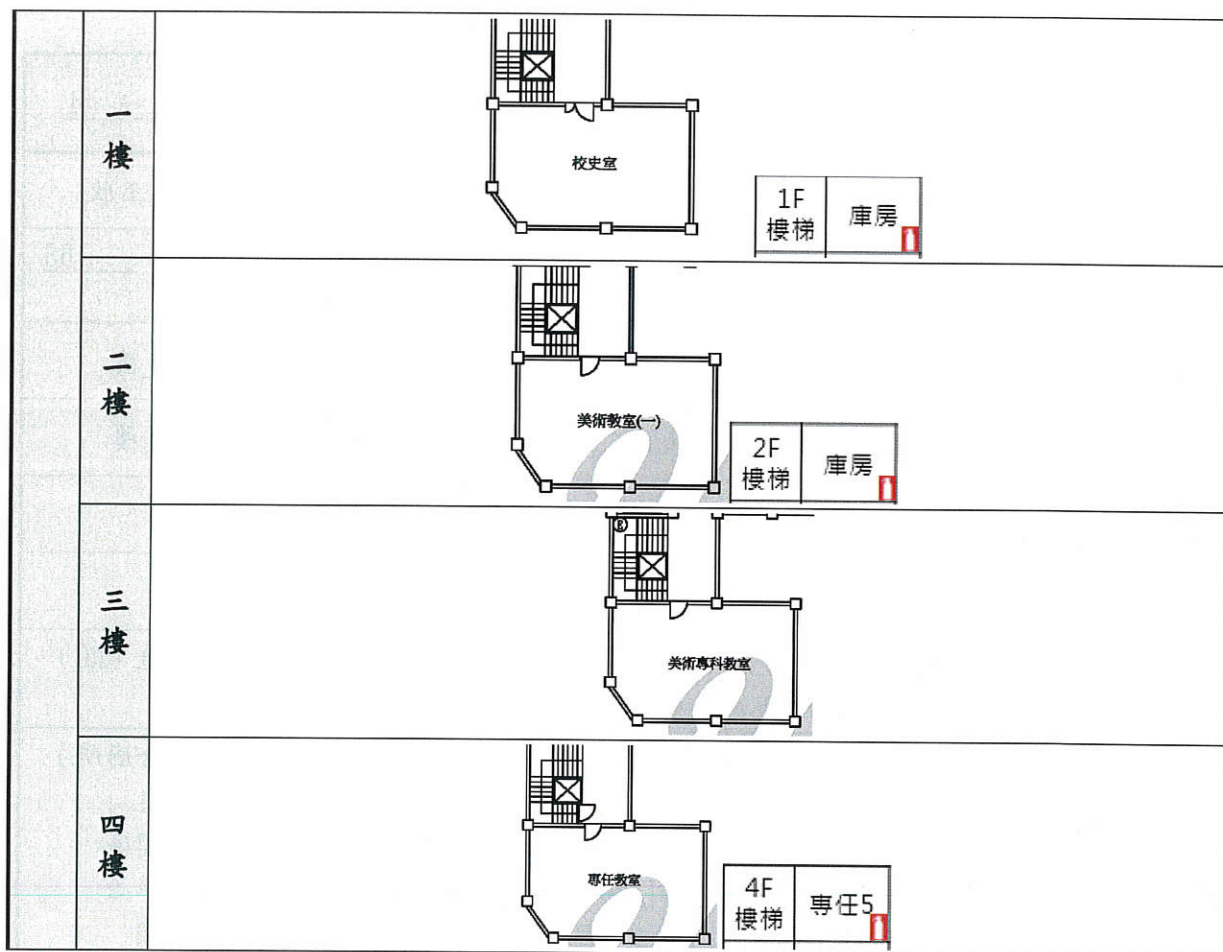 一樓
校史室
1F
樓梯
庫房
二樓
美術教室(一)
2F
樓梯
庫房
三樓
E
美術專科教室
四樓
專任教室
4F
樓梯
專任5